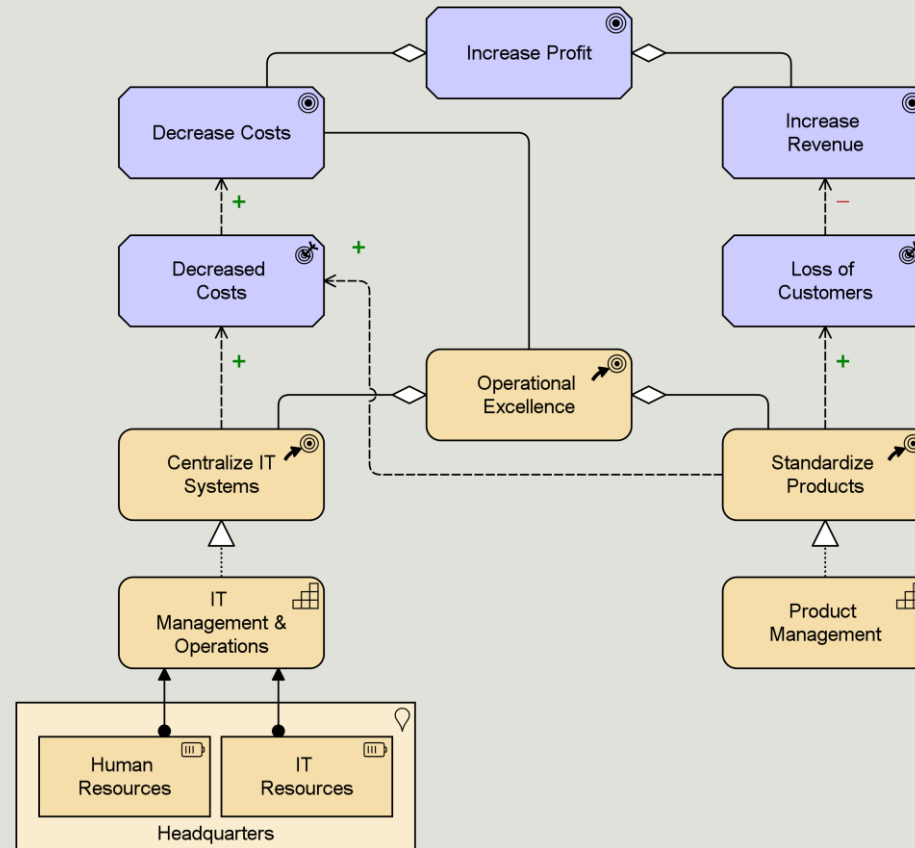 Increase Profit
Decrease Costs
Increase
Revenue
+
−
Decreased
Costs
+
Loss of
Customers
+
+
Operational
Excellence
Centralize IT
Systems
Standardize
Products
IT
Management &
Operations
Product
Management
Human
Resources
IT
Resources
Headquarters